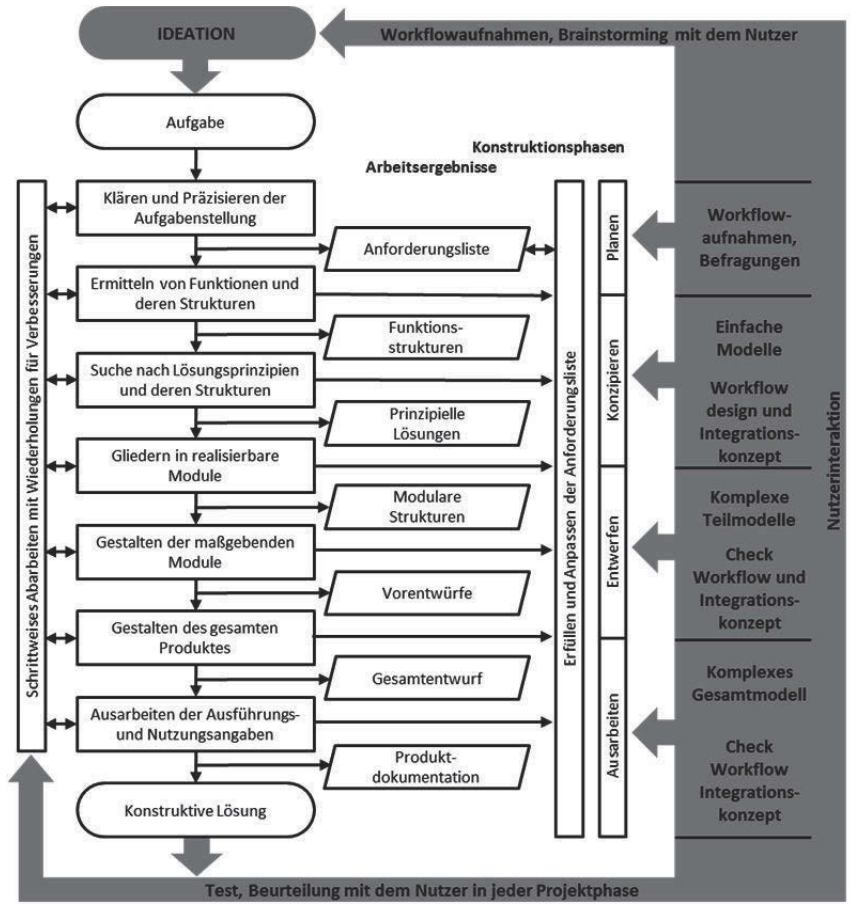 IDEATION
Workflowaufnahmen, Brainstorming mit dem Nutzer
Aufgabe
Konstruktionsphasen
Arbeitsergebnisse
Schrittweises Abarbeiten mit Wiederholungen für Verbesserungen
Klären und Präzisieren der
Aufgabenstellung
Anforderungsliste
Ermitteln von Funktionen und
deren Strukturen
Funktions-
strukturen
Suche nach Lösungsprinzipien
und deren Strukturen
Prinzipielle
Lösungen
Gliedern in realisierbare
Module
Modulare
Strukturen
Gestalten der maßgebenden
Module
Vorentwürfe
Gestalten des gesamten
Produktes
Gesamtentwurf
Ausarbeiten der Ausführungs-
und Nutzungsangaben
Produkt-
dokumentation
Konstruktive Lösung
Erfüllen und Anpassen der Anforderungsliste
Planen
Konzipieren
Entwerfen
Ausarbeiten
Workflow-
aufnahmen,
Befragungen
Einfache
Modelle
Workflow
design und
Integrations-
konzept
Komplexe
Teilmodelle
Check
Workflow und
Integrations-
konzept
Komplexes
Gesamtmodell
Check
Workflow
Integrations-
konzept
Nutzerinteraktion
Test, Beurteilung mit dem Nutzer in jeder Projektphase